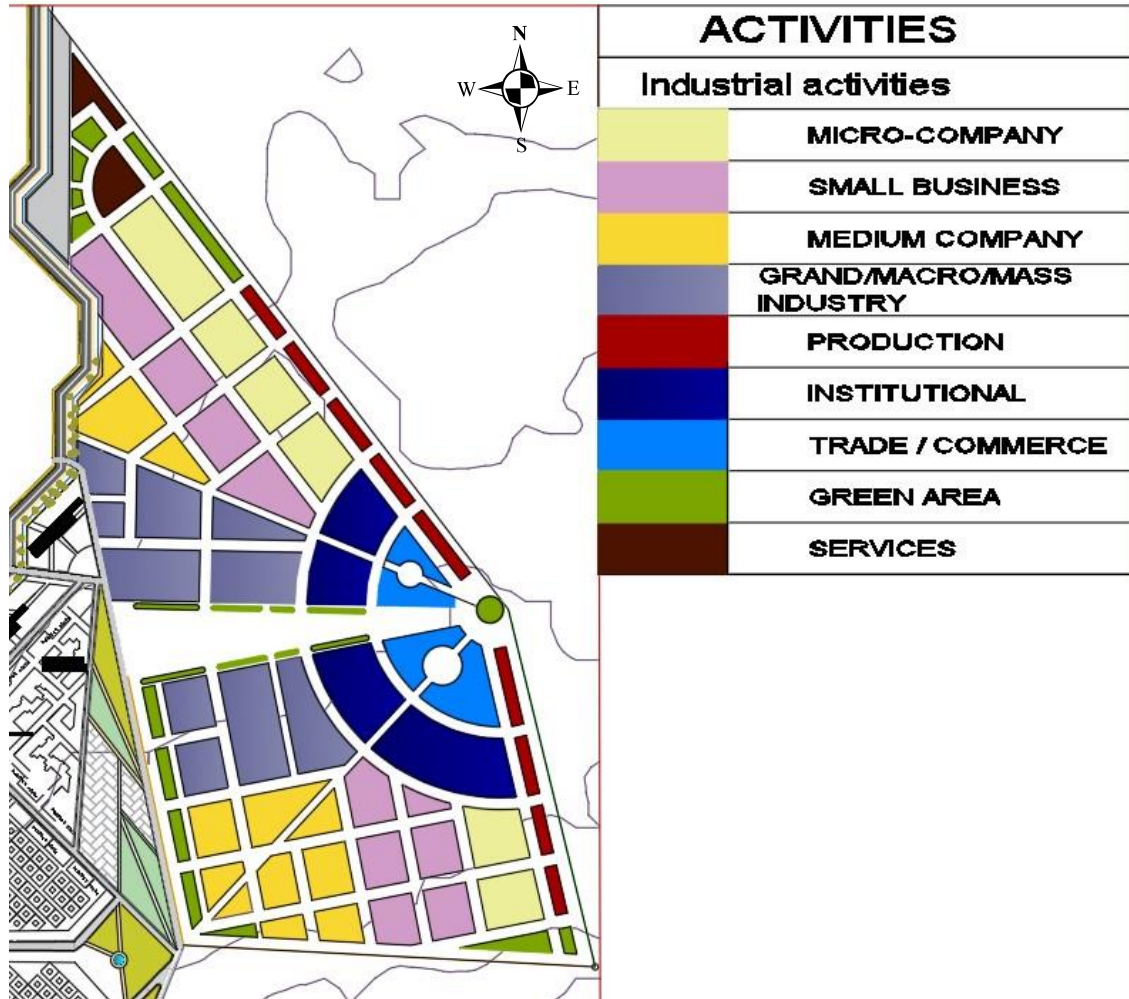 N
W E
S
ACTIVITIES
Industrial activities
MICRO-COMPANY
SMALL BUSINESS
MEDIUM COMPANY
GRAND/MACRO/MASS
INDUSTRY
PRODUCTION
INSTITUTIONAL
TRADE / COMMERCE
GREEN AREA
SERVICES